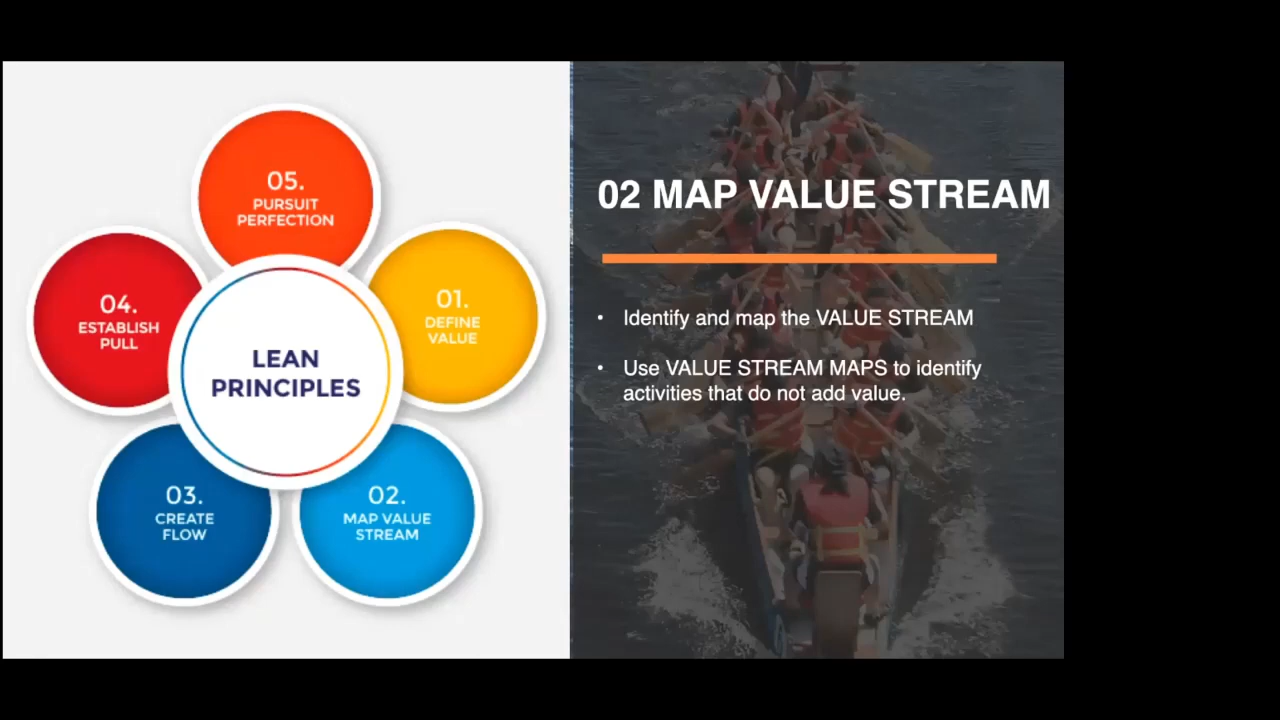 05.
PURSUIT
PERFECTION
04.
ESTABLISH
PULL
01.
DEFINE
VALUE
LEAN
PRINCIPLES
03.
CREATE
FLOW
02.
MAP VALUE
STREAM
02 MAP VALUE STREAM
• Identify and map the VALUE STREAM
• Use VALUE STREAM MAPS to identify
activities that do not add value.